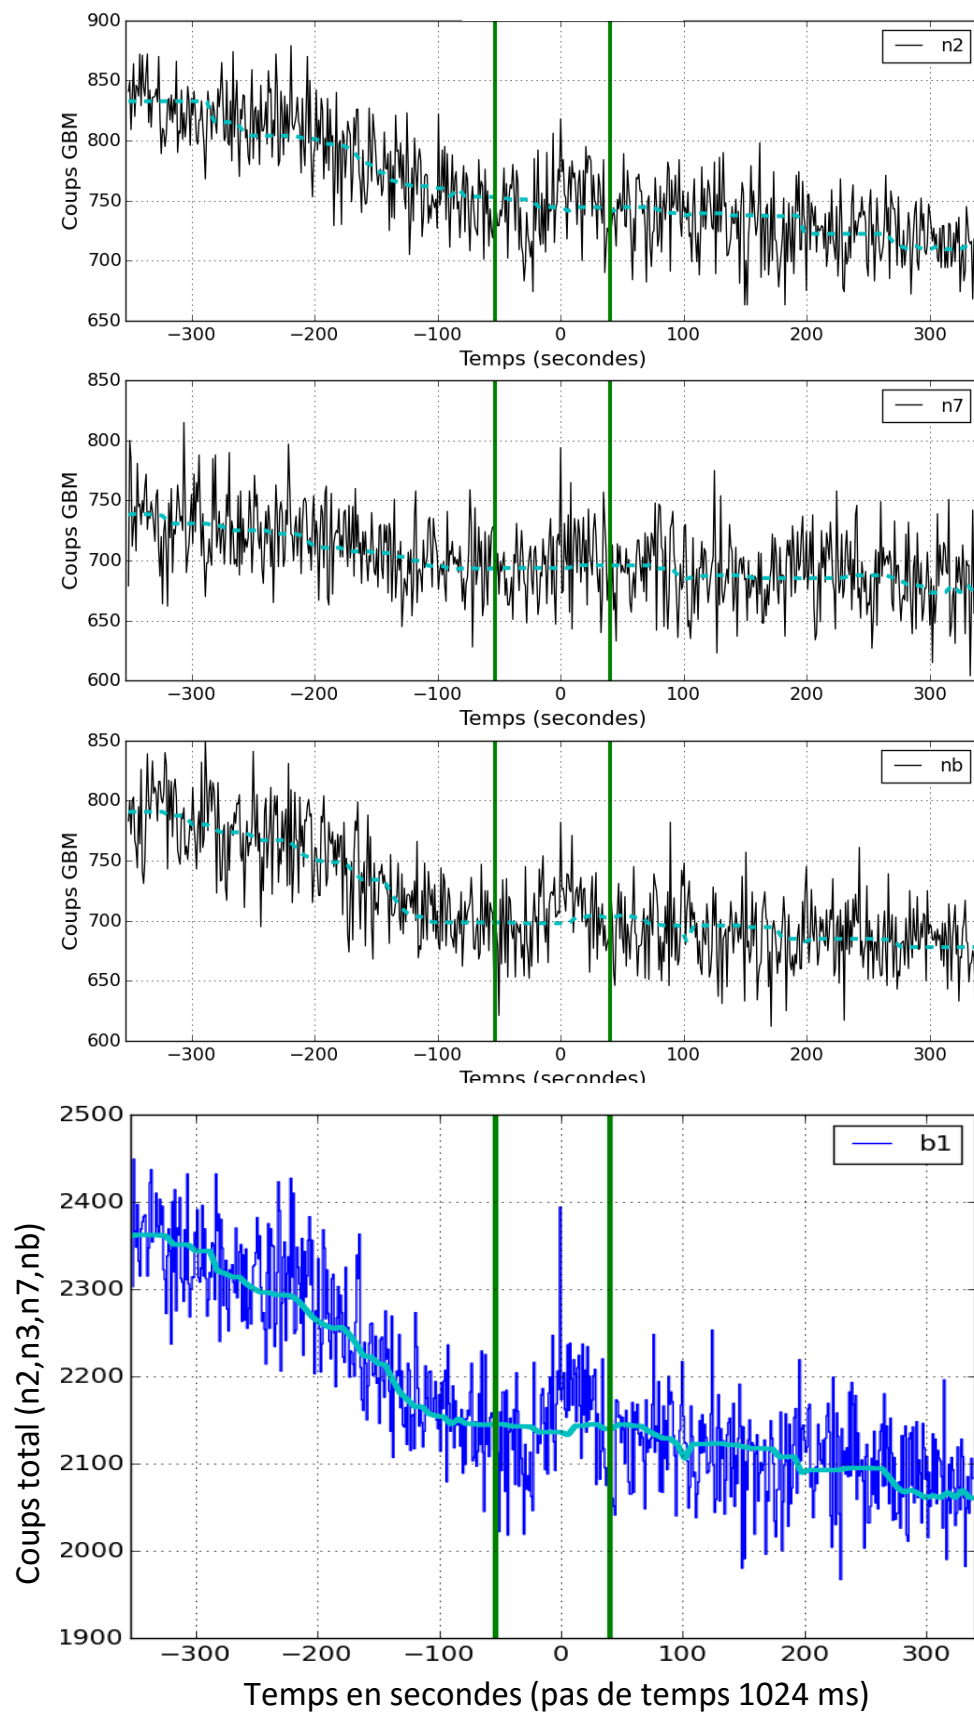 900
850
800
750
700
650
Coups GBM
n2
−300 −200 −100 0 100 200 300
Temps (secondes)
850
800
750
700
650
600
Coups GBM
n7
−300 −200 −100 0 100 200 300
Temps (secondes)
850
800
750
700
650
600
Coups GBM
nb
−300 −200 −100 0 100 200 300
Temps (secondes)
2500
2400
2300
2200
2100
2000
1900
Coups total (n2,n3,n7,nb)
b1
−300 −200 −100 0 100 200 300
Temps en secondes (pas de temps 1024 ms)